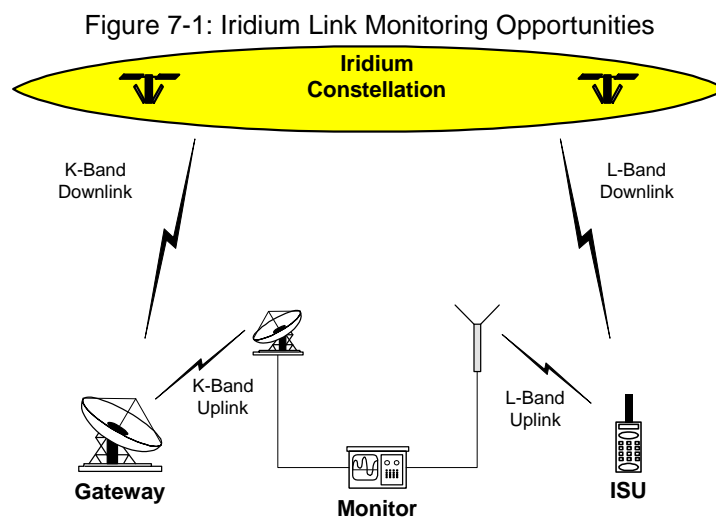 Figure 7-1: Iridium Link Monitoring Opportunities
Iridium
Constellation
K-Band
Downlink
L-Band
Downlink
K-Band
Uplink
L-Band
Uplink
Gateway
Monitor
ISU